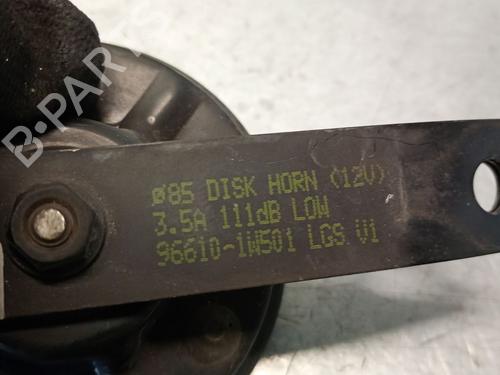 B-PARTS
ø85 DISK HORN (12V)
3.5A 111dB LOW
96610-1W501 LGS V1